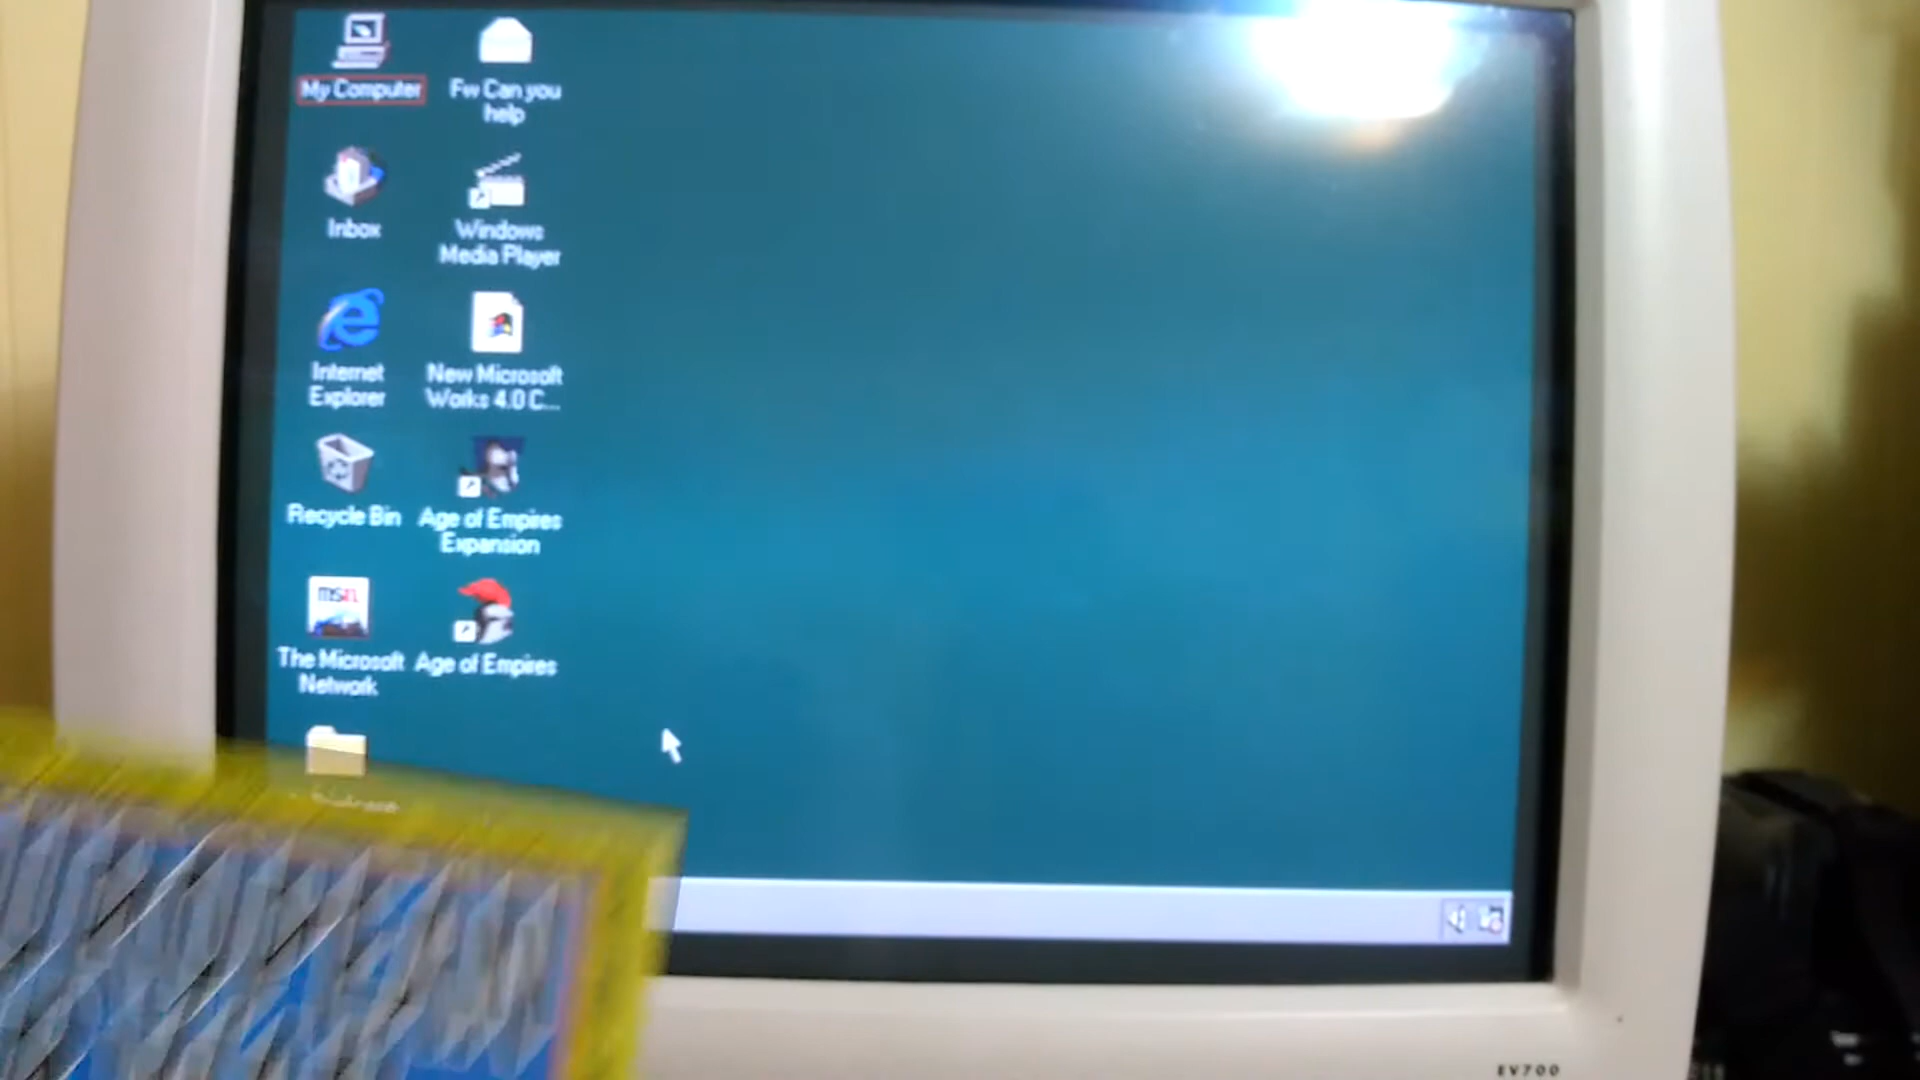 My Computer
Fw Can you
help
Inbox
Windows
Media Player
Internet
Explorer
New Microsoft
Works 4.0 C...
Recycle Bin
Age of Empires
Expansion
msn
The Microsoft
Network
Age of Empires
EV700